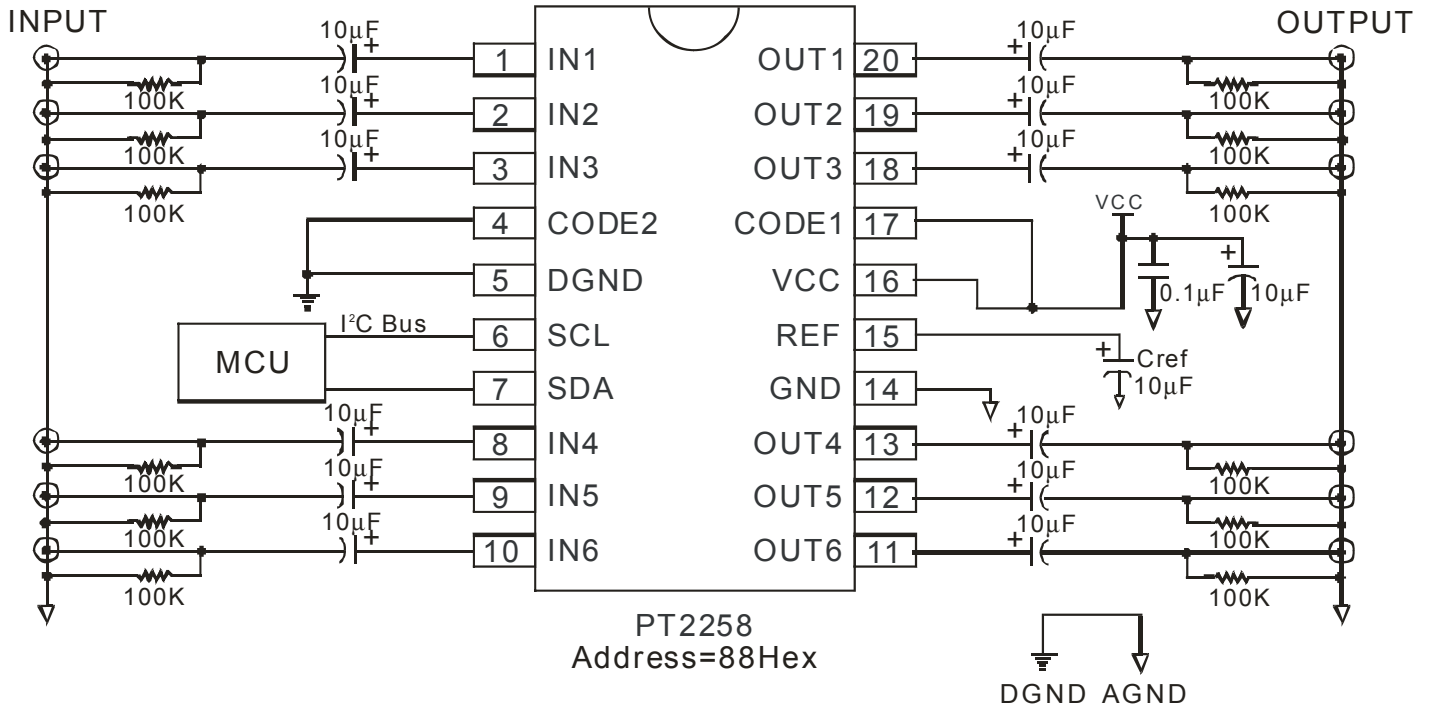 INPUT
OUTPUT
10µF
+
1
IN1
OUT1
20
+
10µF
100K
100K
10µF
+
2
IN2
OUT2
19
+
10µF
100K
100K
10µF
+
3
IN3
OUT3
18
+
10µF
100K
100K
4
CODE2
CODE1
17
VCC
5
DGND
VCC
16
+
0.1µF
10µF
I²C Bus
MCU
6
SCL
REF
15
+
Cref
10µF
7
SDA
GND
14
10µF
+
8
IN4
OUT4
13
+
10µF
100K
100K
10µF
+
9
IN5
OUT5
12
+
10µF
100K
100K
10µF
+
10
IN6
OUT6
11
+
10µF
100K
100K
PT2258
Address=88Hex
DGND AGND